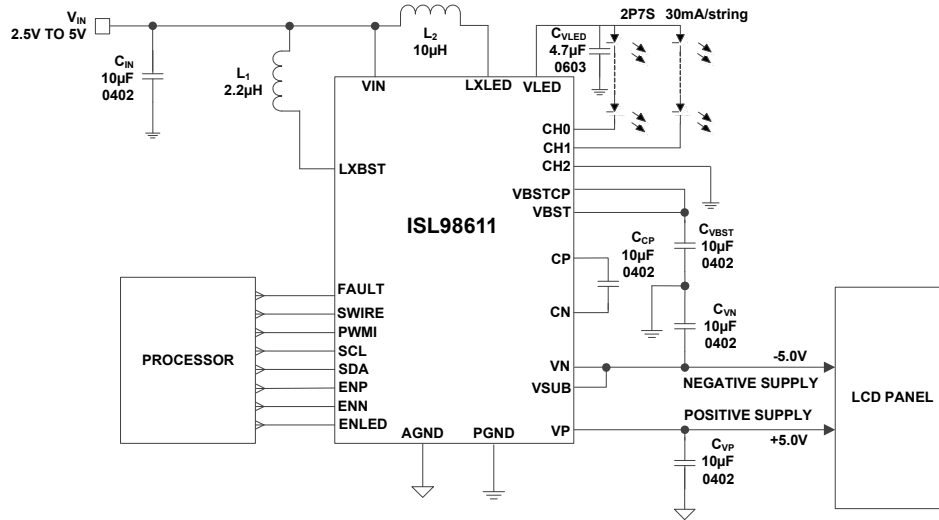 VIN
2.5V TO 5V
CIN
10µF
0402
L1
2.2µH
L2
10µH
CVLED
4.7µF
0603
2P7S 30mA/string
VIN
LXLED
VLED
LXBST
CH0
CH1
CH2
VBSTCP
VBST
ISL98611
CP
CN
CCP
10µF
0402
CVBST
10µF
0402
CVN
10µF
0402
PROCESSOR
FAULT
SWIRE
PWMI
SCL
SDA
ENP
ENN
ENLED
AGND
PGND
VN
VSUB
VP
-5.0V
NEGATIVE SUPPLY
POSITIVE SUPPLY
+5.0V
CVP
10µF
0402
LCD PANEL